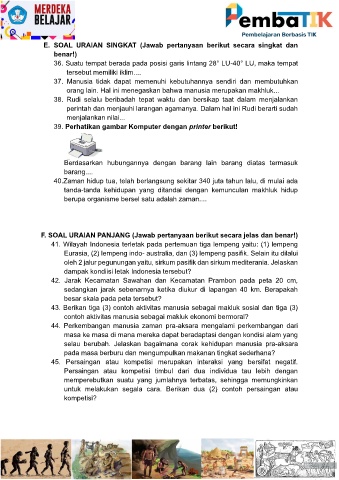 MERDEKA
BELAJAR
PembaTIK
Pembelajaran Berbasis TIK
E. SOAL URAIAN SINGKAT (Jawab pertanyaan berikut secara singkat dan
benar!)
36. Suatu tempat berada pada posisi garis lintang 28° LU-40° LU, maka tempat
tersebut memiliki iklim....
37. Manusia tidak dapat memenuhi kebutuhannya sendiri dan membutuhkan
orang lain. Hal ini menegaskan bahwa manusia merupakan makhluk...
38. Rudi selalu beribadah tepat waktu dan bersikap taat dalam menjalankan
perintah dan menjauhi larangan agamanya. Dalam hal ini Rudi berarti sudah
menjalankan nilai...
39. Perhatikan gambar Komputer dengan printer berikut!
Berdasarkan hubungannya dengan barang lain barang diatas termasuk
barang....
40.Zaman hidup tua, telah berlangsung sekitar 340 juta tahun lalu, di mulai ada
tanda-tanda kehidupan yang ditandai dengan kemunculan makhluk hidup
berupa organisme bersel satu adalah zaman....
F. SOAL URAIAN PANJANG (Jawab pertanyaan berikut secara jelas dan benar!)
41. Wilayah Indonesia terletak pada pertemuan tiga lempeng yaitu: (1) lempeng
Eurasia, (2) lempeng indo- australia, dan (3) lempeng pasifik. Selain itu dilalui
oleh 2 jalur pegunungan yaitu, sirkum pasifik dan sirkum mediterania. Jelaskan
dampak kondiisi letak Indonesia tersebut?
42. Jarak Kecamatan Sawahan dan Kecamatan Prambon pada peta 20 cm,
sedangkan jarak sebenarnya ketika diukur di lapangan 40 km. Berapakah
besar skala pada peta tersebut?
43. Berikan tiga (3) contoh aktivitas manusia sebagai makluk sosial dan tiga (3)
contoh aktivitas manusia sebagai makluk ekonomi bermoral?
44. Perkembangan manusia zaman pra-aksara mengalami perkembangan dari
masa ke masa di mana mereka dapat beradaptasi dengan kondisi alam yang
selau berubah. Jelaskan bagaimana corak kehidupan manusia pra-aksara
pada masa berburu dan mengumpulkan makanan tingkat sederhana?
45. Persaingan atau kompetisi merupakan interaksi yang bersifat negatif.
Persaingan atau kompetisi timbul dari dua individua tau lebih dengan
memperebutkan suatu yang jumlahnya terbatas, sehingga memungkinkan
untuk melakukan segala cara. Berikan dua (2) contoh persaingan atau
kompetisi?